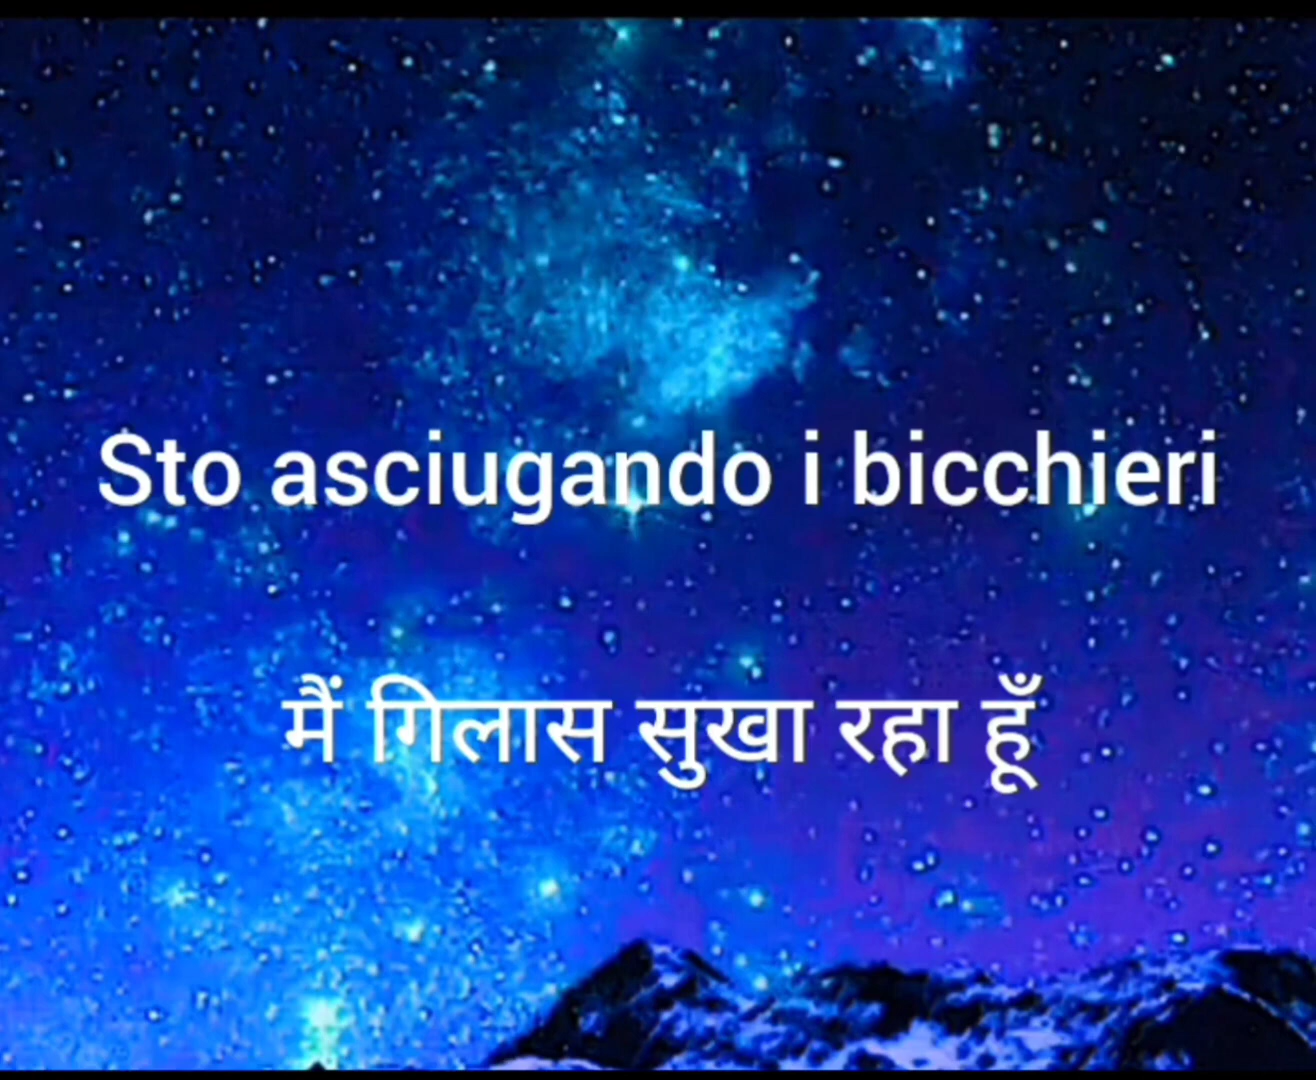 Sto asciugando i bicchieri
मैं गिलास सुखा रहा हूँ